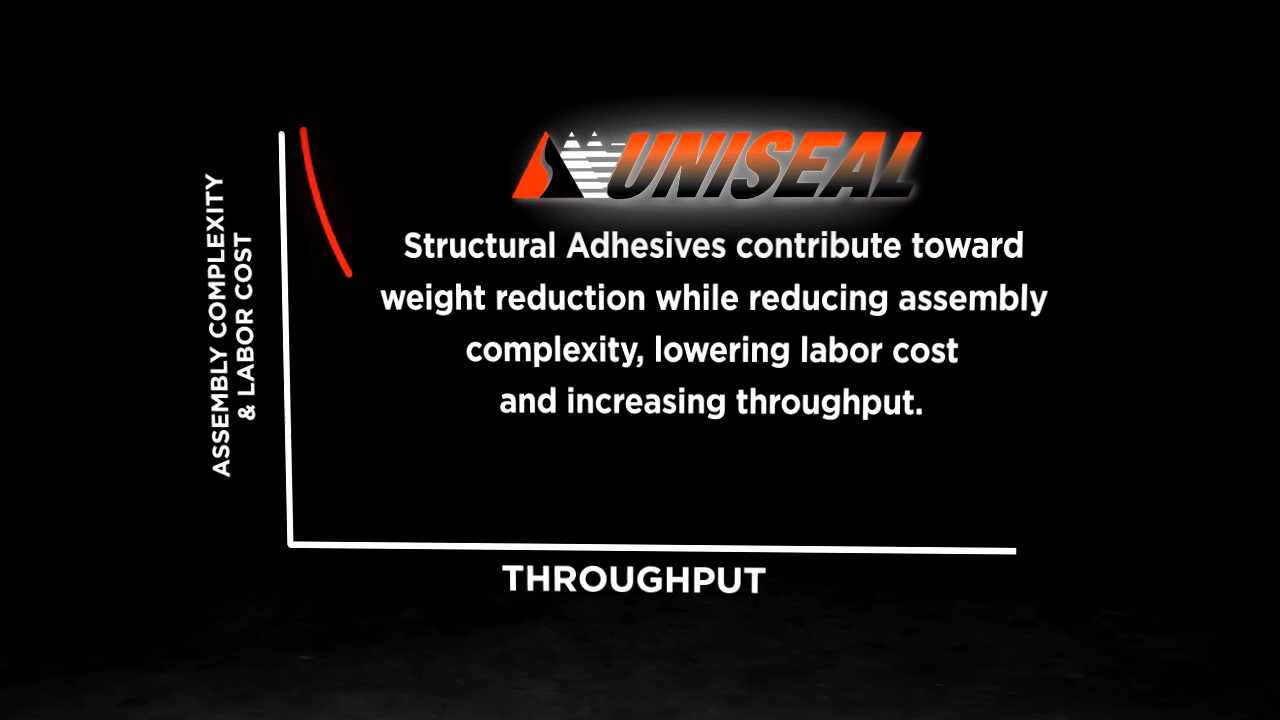 UNISEAL
Structural Adhesives contribute toward
weight reduction while reducing assembly
complexity, lowering labor cost
and increasing throughput.
ASSEMBLY COMPLEXITY
& LABOR COST
THROUGHPUT